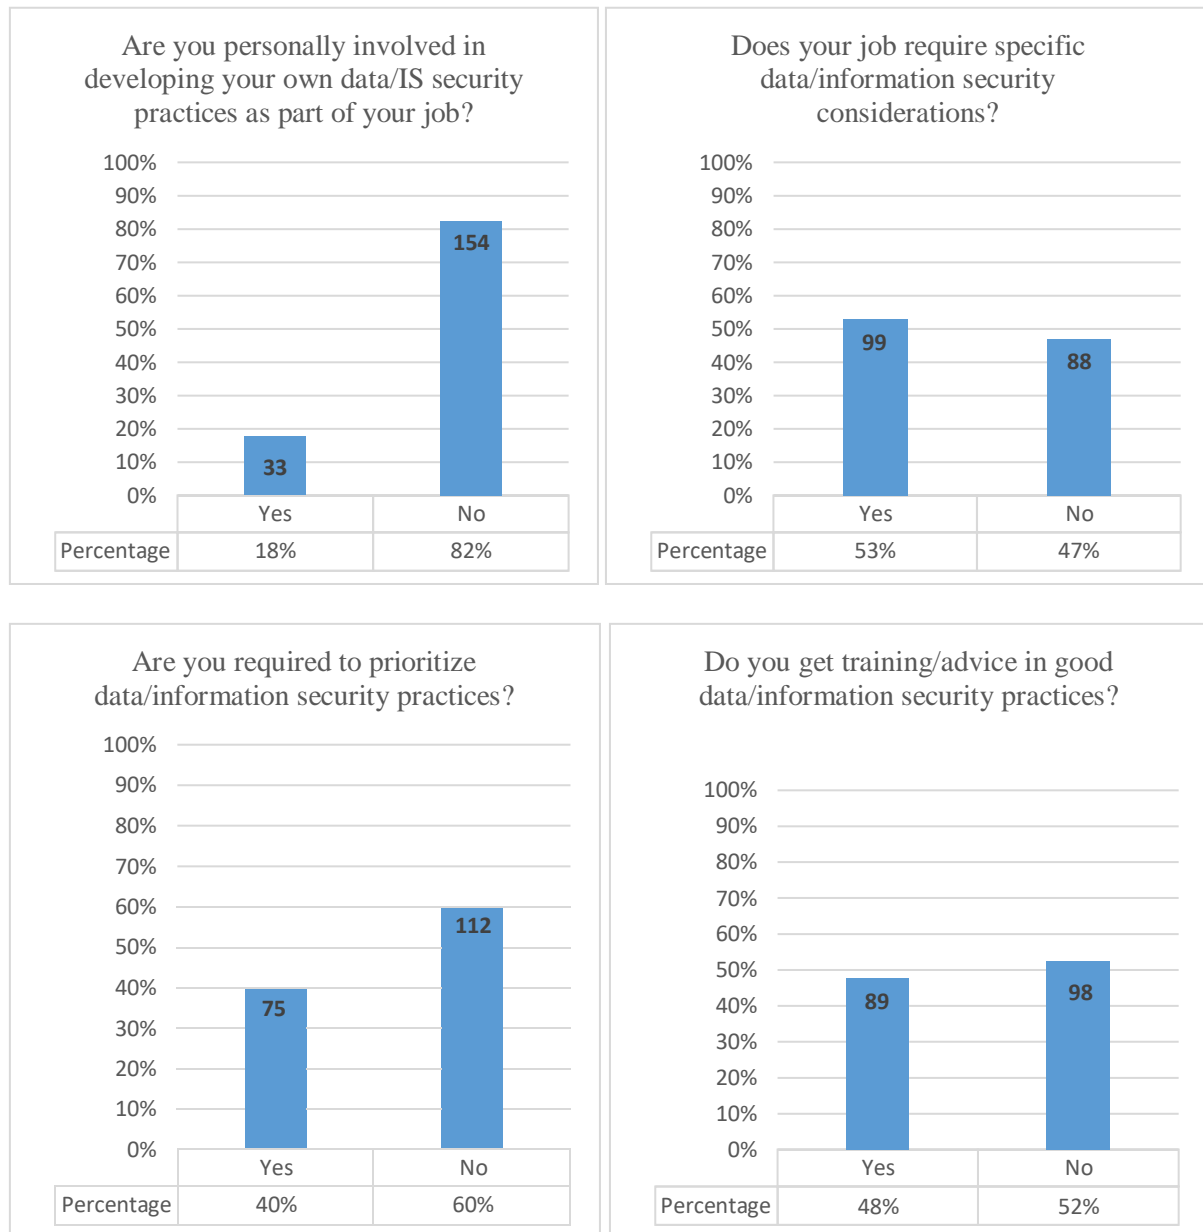 Are you personally involved in
developing your own data/IS security
practices as part of your job?
100%
90%
80%
70%
60%
50%
40%
30%
20%
10%
0%
33
154
Yes No
Percentage 18% 82%
Does your job require specific
data/information security
considerations?
100%
90%
80%
70%
60%
50%
40%
30%
20%
10%
0%
99
88
Yes No
Percentage 53% 47%
Are you required to prioritize
data/information security practices?
100%
90%
80%
70%
60%
50%
40%
30%
20%
10%
0%
75
112
Yes No
Percentage 40% 60%
Do you get training/advice in good
data/information security practices?
100%
90%
80%
70%
60%
50%
40%
30%
20%
10%
0%
89
98
Yes No
Percentage 48% 52%